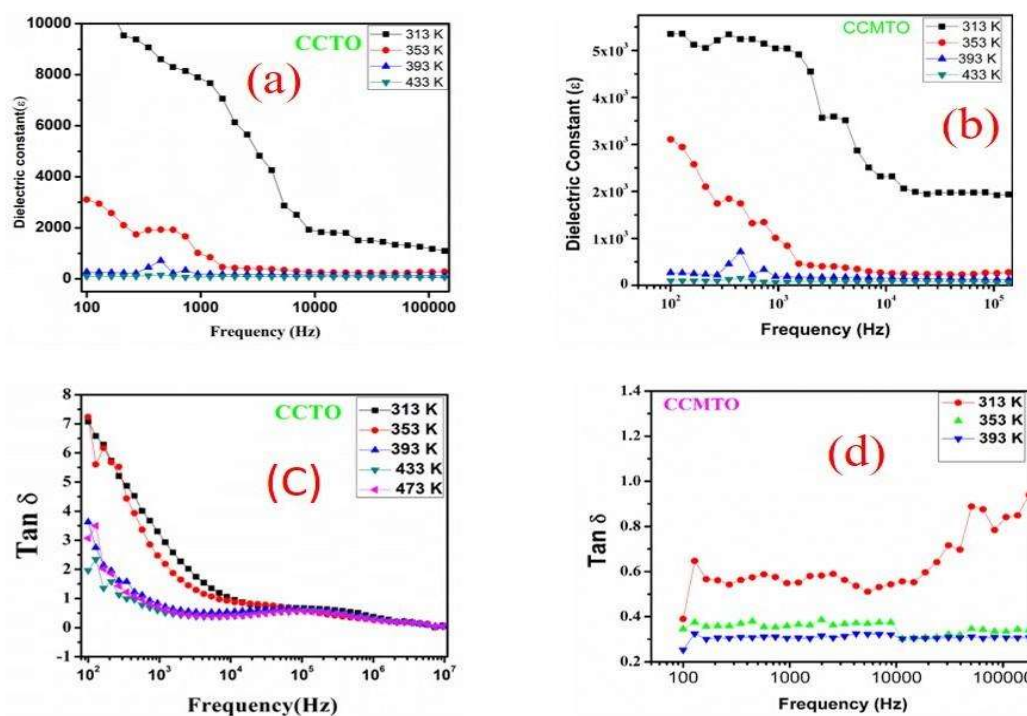 CCTO
313 K
353 K
393 K
433 K
(a)
10000
8000
6000
4000
2000
0
Dielectric constant(ε)
100 1000 10000 100000
Frequency (Hz)
CCMTO
313 K
353 K
393 K
433 K
(b)
5x10³
4x10³
3x10³
2x10³
1x10³
0
Dielectric Constant (ε)
10² 10³ 10⁴ 10⁵
Frequency (Hz)
CCTO
313 K
353 K
393 K
433 K
473 K
(C)
8
7
6
5
4
3
2
1
0
-1
Tan δ
10² 10³ 10⁴ 10⁵ 10⁶ 10⁷
Frequency(Hz)
CCMTO
313 K
353 K
393 K
(d)
1.4
1.2
1.0
0.8
0.6
0.4
0.2
Tan δ
100 1000 10000 100000
Frequency (Hz)